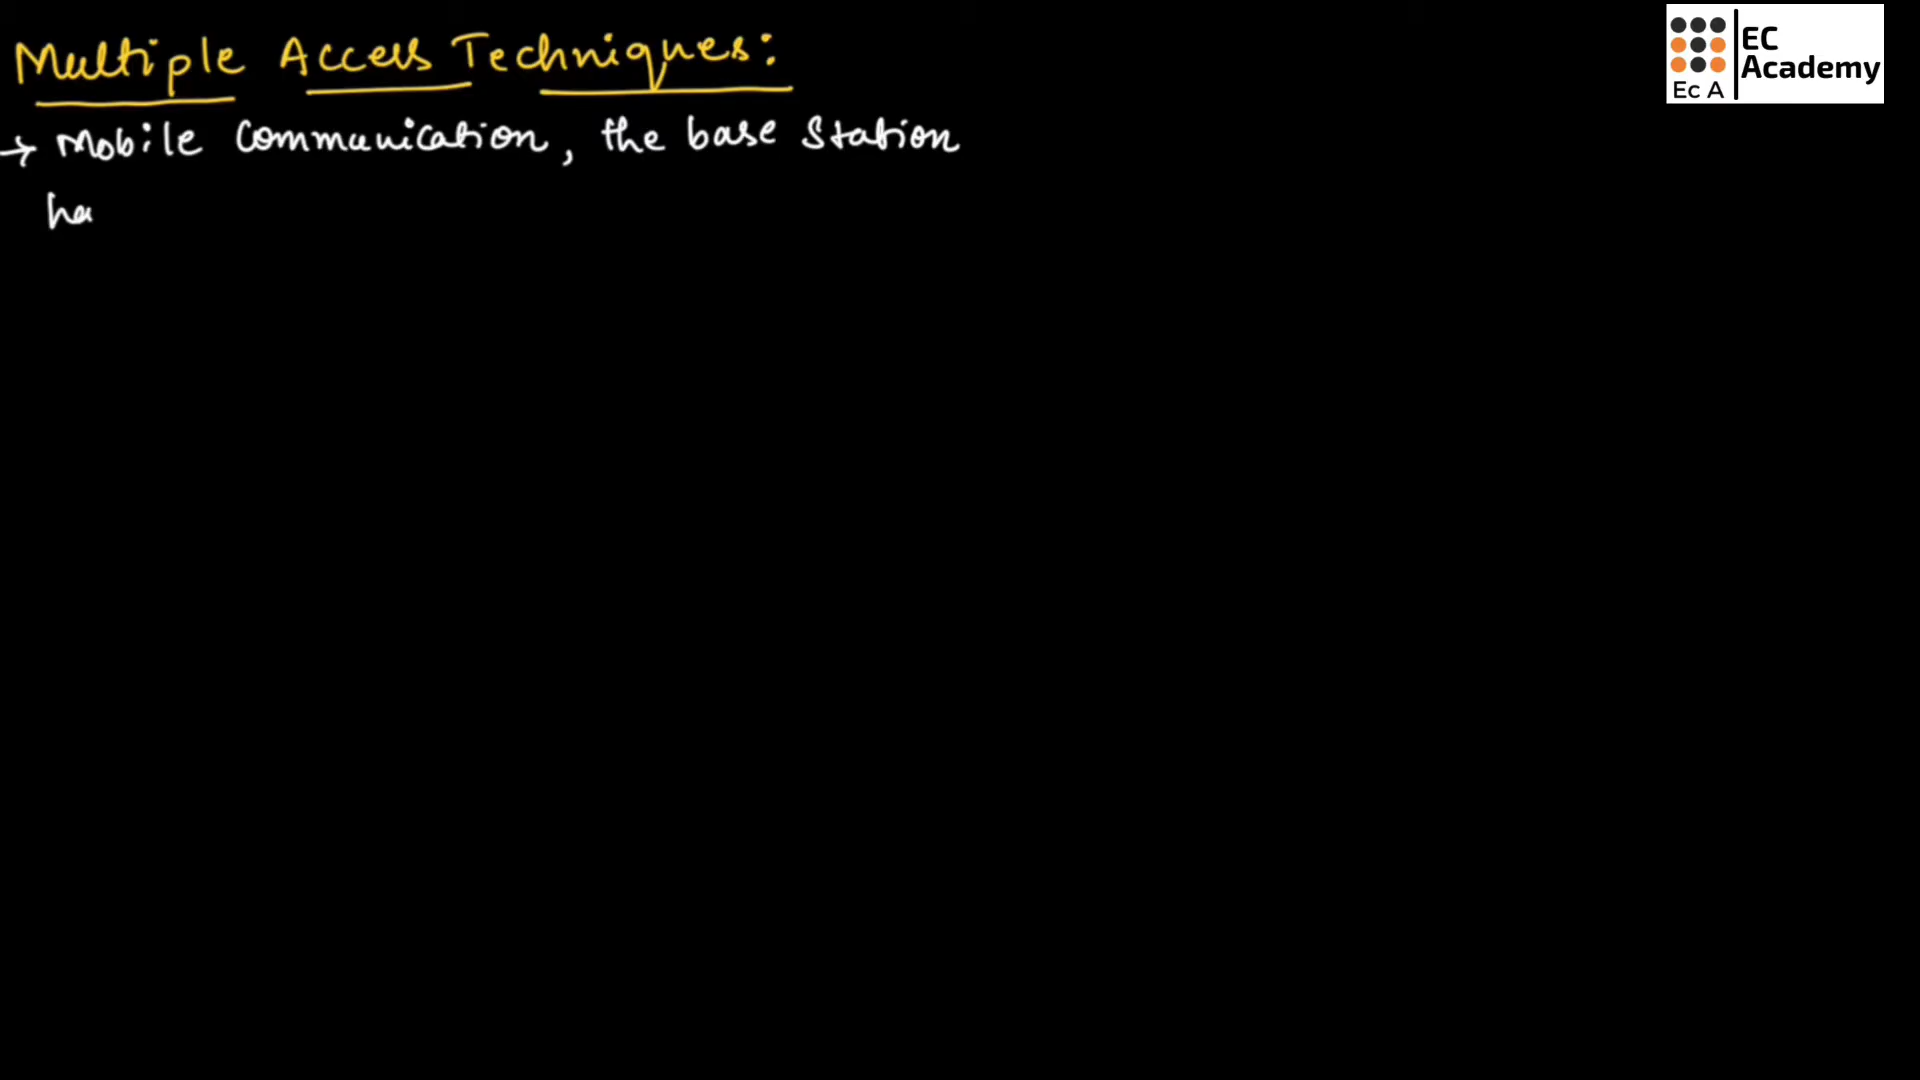 Multiple Access Techniques:
→ Mobile Communication, the base Station
ha
EC
Academy
Ec A